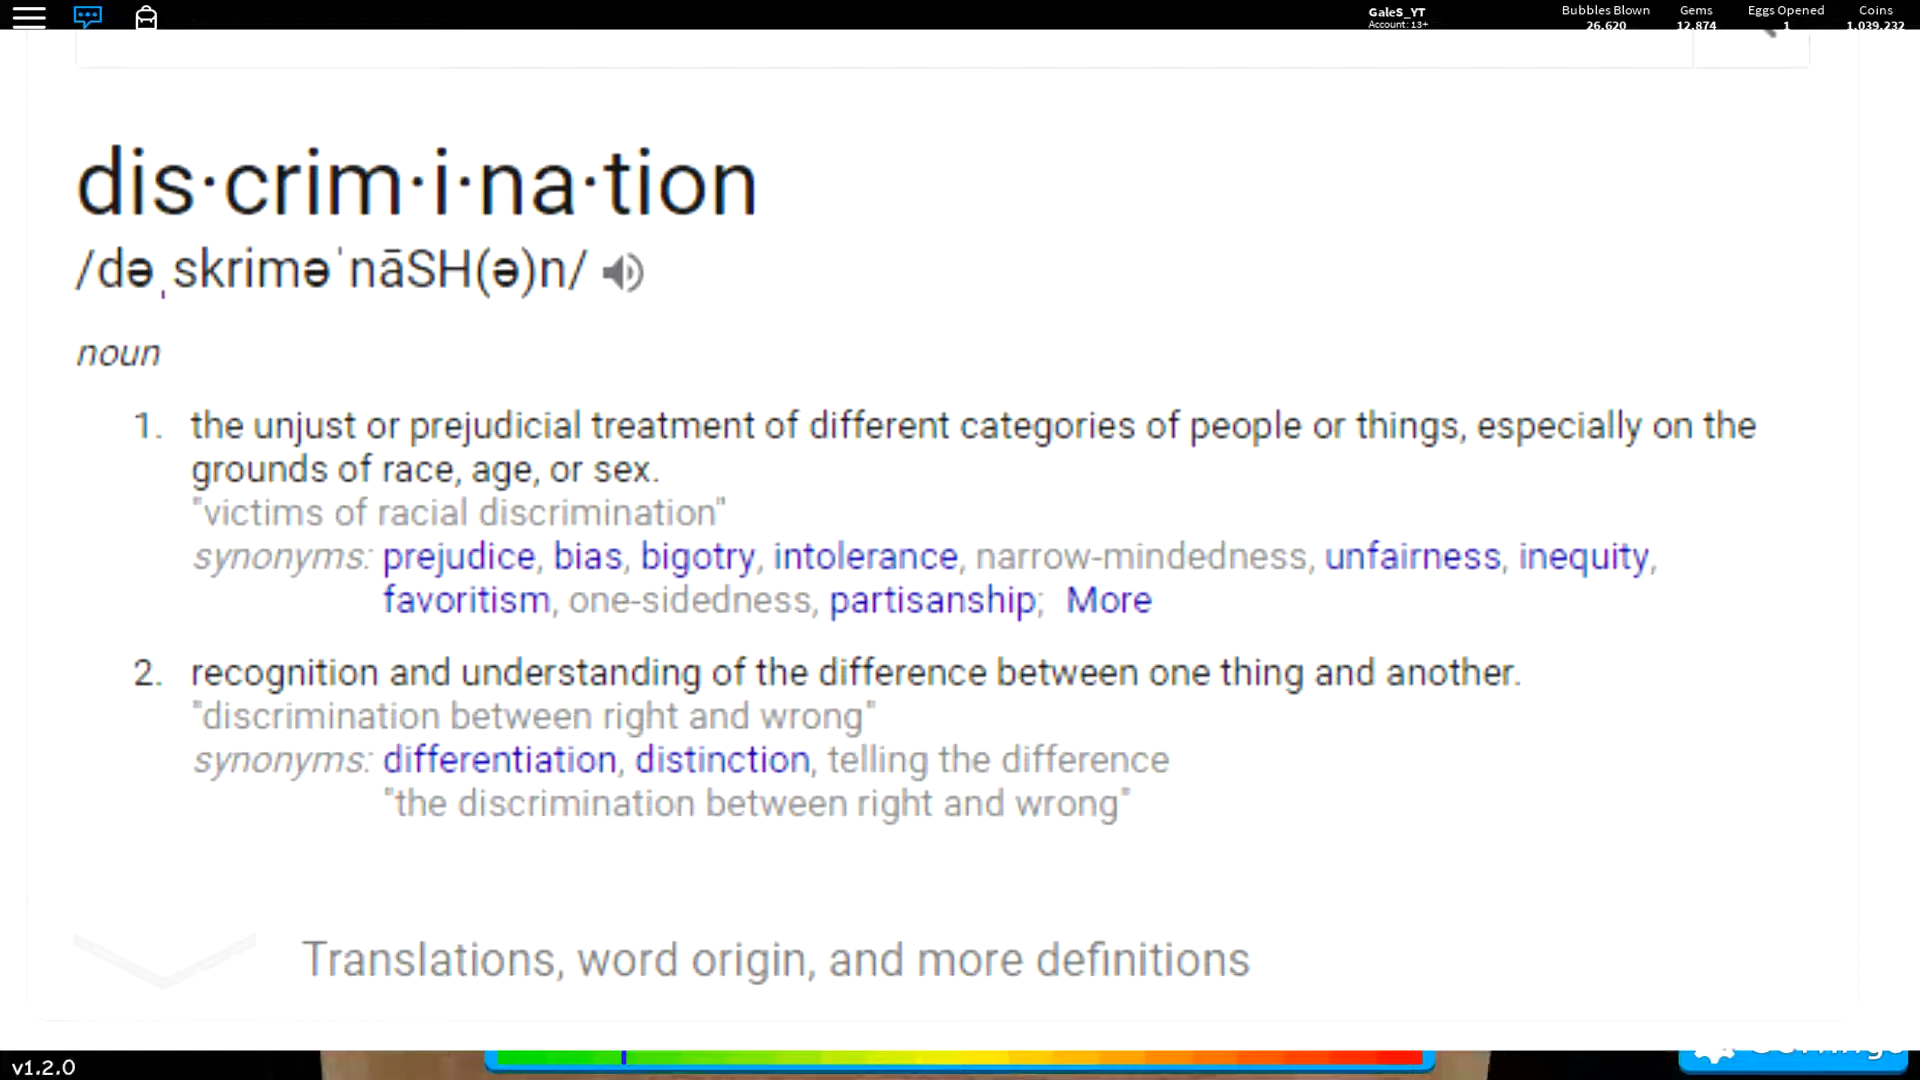 GaleS_YT
Account: 13+
Bubbles Blown
26,620
Gems
12,874
Eggs Opened
1
Coins
1,039,232
dis·crim·i·na·tion
/dəˌskriməˈnāSH(ə)n/
noun
1. the unjust or prejudicial treatment of different categories of people or things, especially on the
grounds of race, age, or sex.
"victims of racial discrimination"
synonyms: prejudice, bias, bigotry, intolerance, narrow-mindedness, unfairness, inequity,
favoritism, one-sidedness, partisanship; More
2. recognition and understanding of the difference between one thing and another.
"discrimination between right and wrong"
synonyms: differentiation, distinction, telling the difference
"the discrimination between right and wrong"
Translations, word origin, and more definitions
v1.2.0
Settings